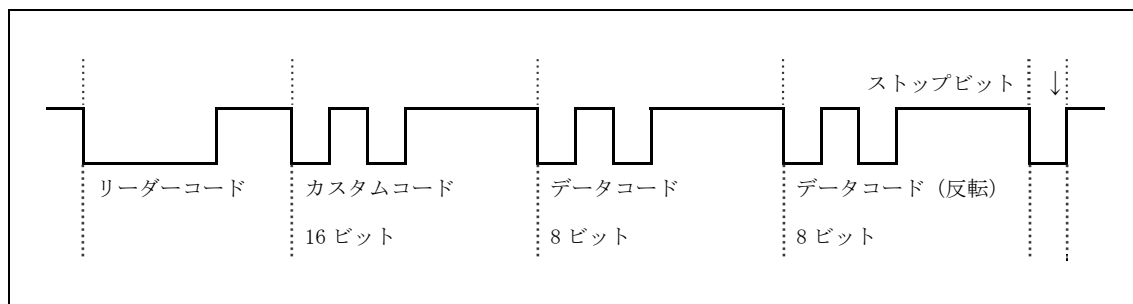 ストップビット ↓
リーダーコード カスタムコード データコード データコード（反転）
16 ビット 8 ビット 8 ビット